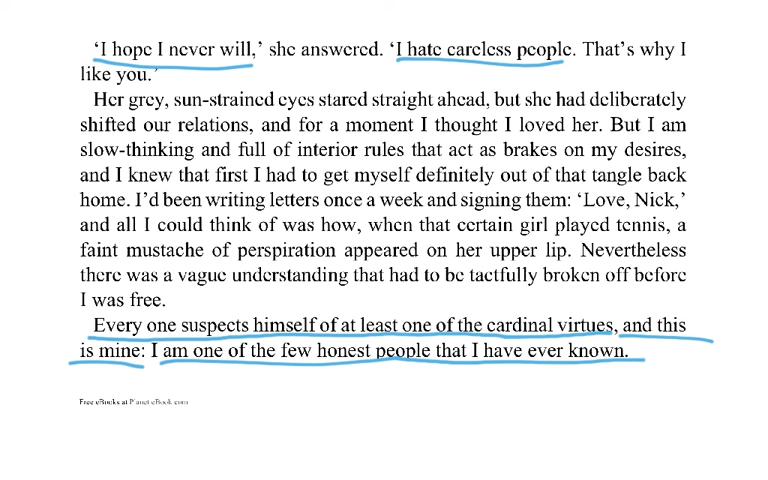 ‘I hope I never will,’ she answered. ‘I hate careless people. That’s why I
like you.’
Her grey, sun-strained eyes stared straight ahead, but she had deliberately
shifted our relations, and for a moment I thought I loved her. But I am
slow-thinking and full of interior rules that act as brakes on my desires,
and I knew that first I had to get myself definitely out of that tangle back
home. I’d been writing letters once a week and signing them: ‘Love, Nick,’
and all I could think of was how, when that certain girl played tennis, a
faint mustache of perspiration appeared on her upper lip. Nevertheless
there was a vague understanding that had to be tactfully broken off before
I was free.
Every one suspects himself of at least one of the cardinal virtues, and this
is mine: I am one of the few honest people that I have ever known.
Free eBooks at Planet eBook.com